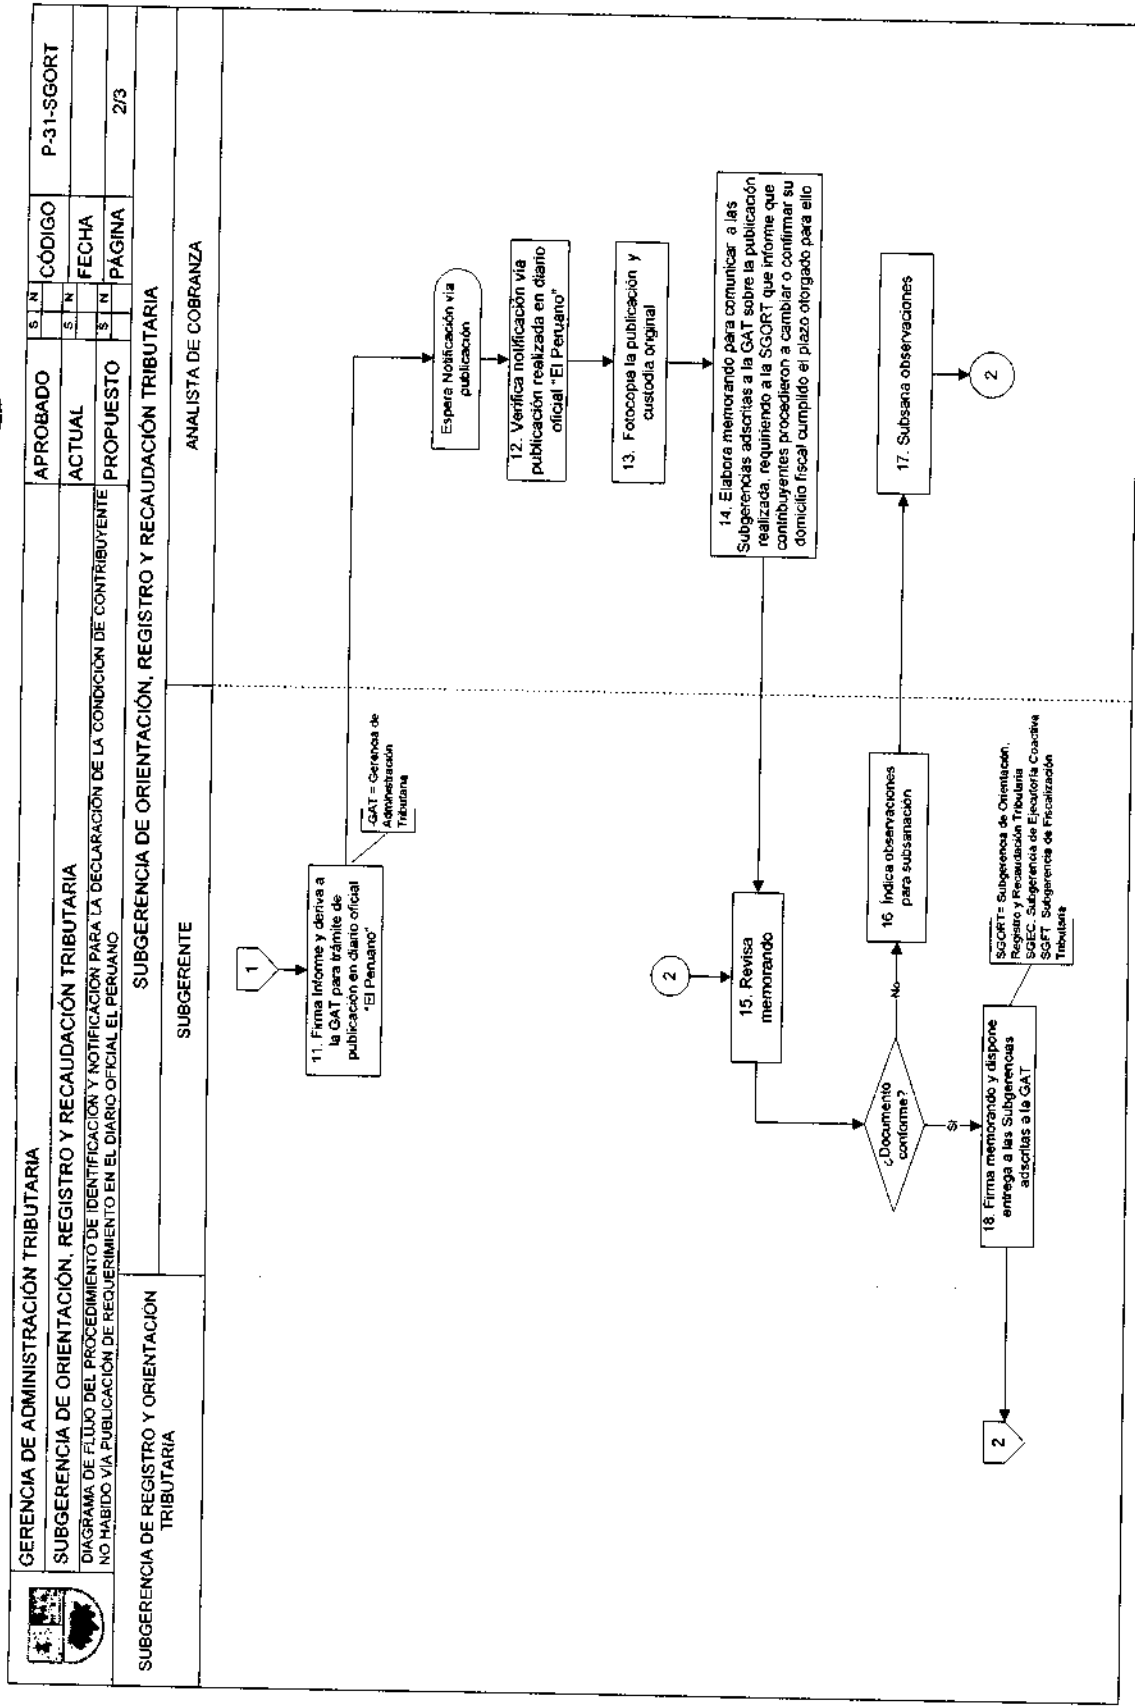 GERENCIA DE ADMINISTRACIÓN TRIBUTARIA
SUBGERENCIA DE ORIENTACIÓN, REGISTRO Y RECAUDACIÓN TRIBUTARIA
DIAGRAMA DE FLUJO DEL PROCEDIMIENTO DE IDENTIFICACIÓN Y NOTIFICACIÓN PARA LA DECLARACIÓN DE LA CONDICIÓN DE CONTRIBUYENTE
NO HABIDO VÍA PUBLICACIÓN DE REQUERIMIENTO EN EL DIARIO OFICIAL EL PERUANO
APROBADO S N CÓDIGO P-31-SGORT
ACTUAL S N FECHA
PROPUESTO S N PÁGINA 2/3
SUBGERENCIA DE REGISTRO Y ORIENTACIÓN
TRIBUTARIA
SUBGERENCIA DE ORIENTACIÓN, REGISTRO Y RECAUDACIÓN TRIBUTARIA
SUBGERENTE
ANALISTA DE COBRANZA
1
11. Firma Informe y deriva a
la GAT para trámite de
publicación en diario oficial
"El Peruano"
-GAT = Gerencia de
Administración
Tributaria
Espera Notificación vía
publicación
12. Verifica notificación vía
publicación realizada en diario
oficial "El Peruano"
13. Fotocopia la publicación y
custodia original
14. Elabora memorando para comunicar a las
Subgerencias adscritas a la GAT sobre la publicación
realizada, requiriendo a la SGORT que informe que
contribuyentes procedieron a cambiar o confirmar su
domicilio fiscal cumplido el plazo otorgado para ello
2
15. Revisa
memorando
¿Documento
conforme?
No
16 Indica observaciones
para subsanación
17. Subsana observaciones
2
Si
18. Firma memorando y dispone
entrega a las Subgerencias
adscritas a la GAT
SGORT= Subgerencia de Orientación,
Registro y Recaudación Tributaria
SGEC. Subgerencia de Ejecutoría Coactiva
SGFT Subgerencia de Fiscalización
Tributaria
2